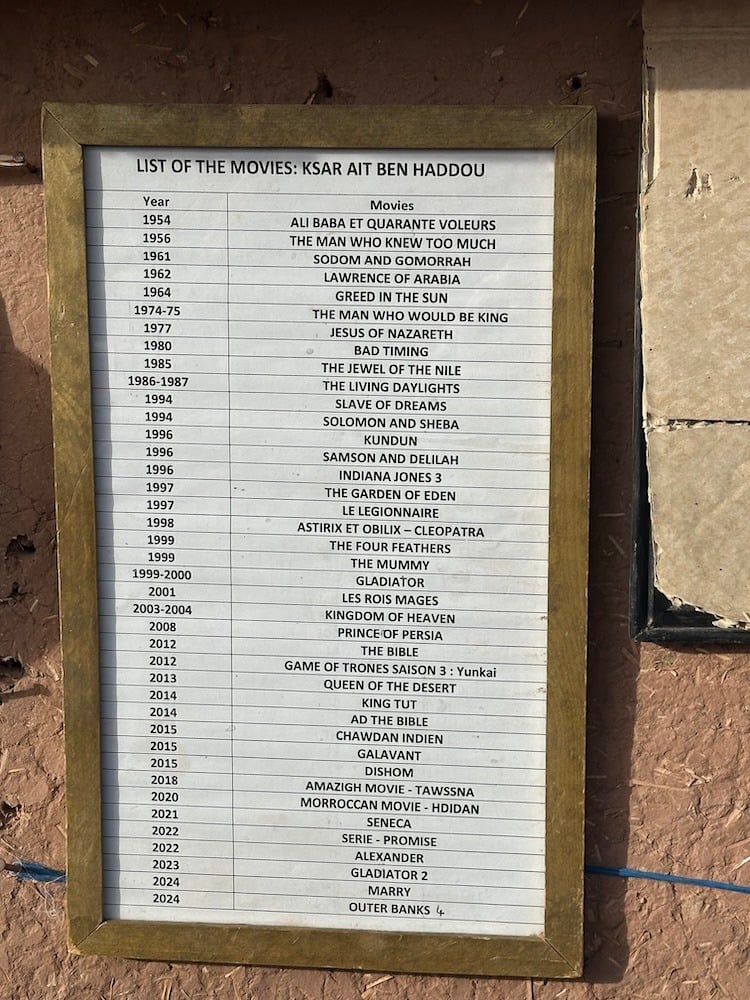 LIST OF THE MOVIES: KSAR AIT BEN HADDOU
Year Movies
1954 ALI BABA ET QUARANTE VOLEURS
1956 THE MAN WHO KNEW TOO MUCH
1961 SODOM AND GOMORRAH
1962 LAWRENCE OF ARABIA
1964 GREED IN THE SUN
1974-75 THE MAN WHO WOULD BE KING
1977 JESUS OF NAZARETH
1980 BAD TIMING
1985 THE JEWEL OF THE NILE
1986-1987 THE LIVING DAYLIGHTS
1994 SLAVE OF DREAMS
1994 SOLOMON AND SHEBA
1996 KUNDUN
1996 SAMSON AND DELILAH
1996 INDIANA JONES 3
1997 THE GARDEN OF EDEN
1997 LE LEGIONNAIRE
1998 ASTIRIX ET OBILIX – CLEOPATRA
1999 THE FOUR FEATHERS
1999 THE MUMMY
1999-2000 GLADIATOR
2001 LES ROIS MAGES
2003-2004 KINGDOM OF HEAVEN
2008 PRINCE OF PERSIA
2012 THE BIBLE
2012 GAME OF TRONES SAISON 3 : Yunkai
2013 QUEEN OF THE DESERT
2014 KING TUT
2014 AD THE BIBLE
2015 CHAWDAN INDIEN
2015 GALAVANT
2015 DISHOM
2018 AMAZIGH MOVIE - TAWSSNA
2020 MORROCCAN MOVIE - HDIDAN
2021 SENECA
2022 SERIE - PROMISE
2022 ALEXANDER
2023 GLADIATOR 2
2024 MARRY
2024 OUTER BANKS 4